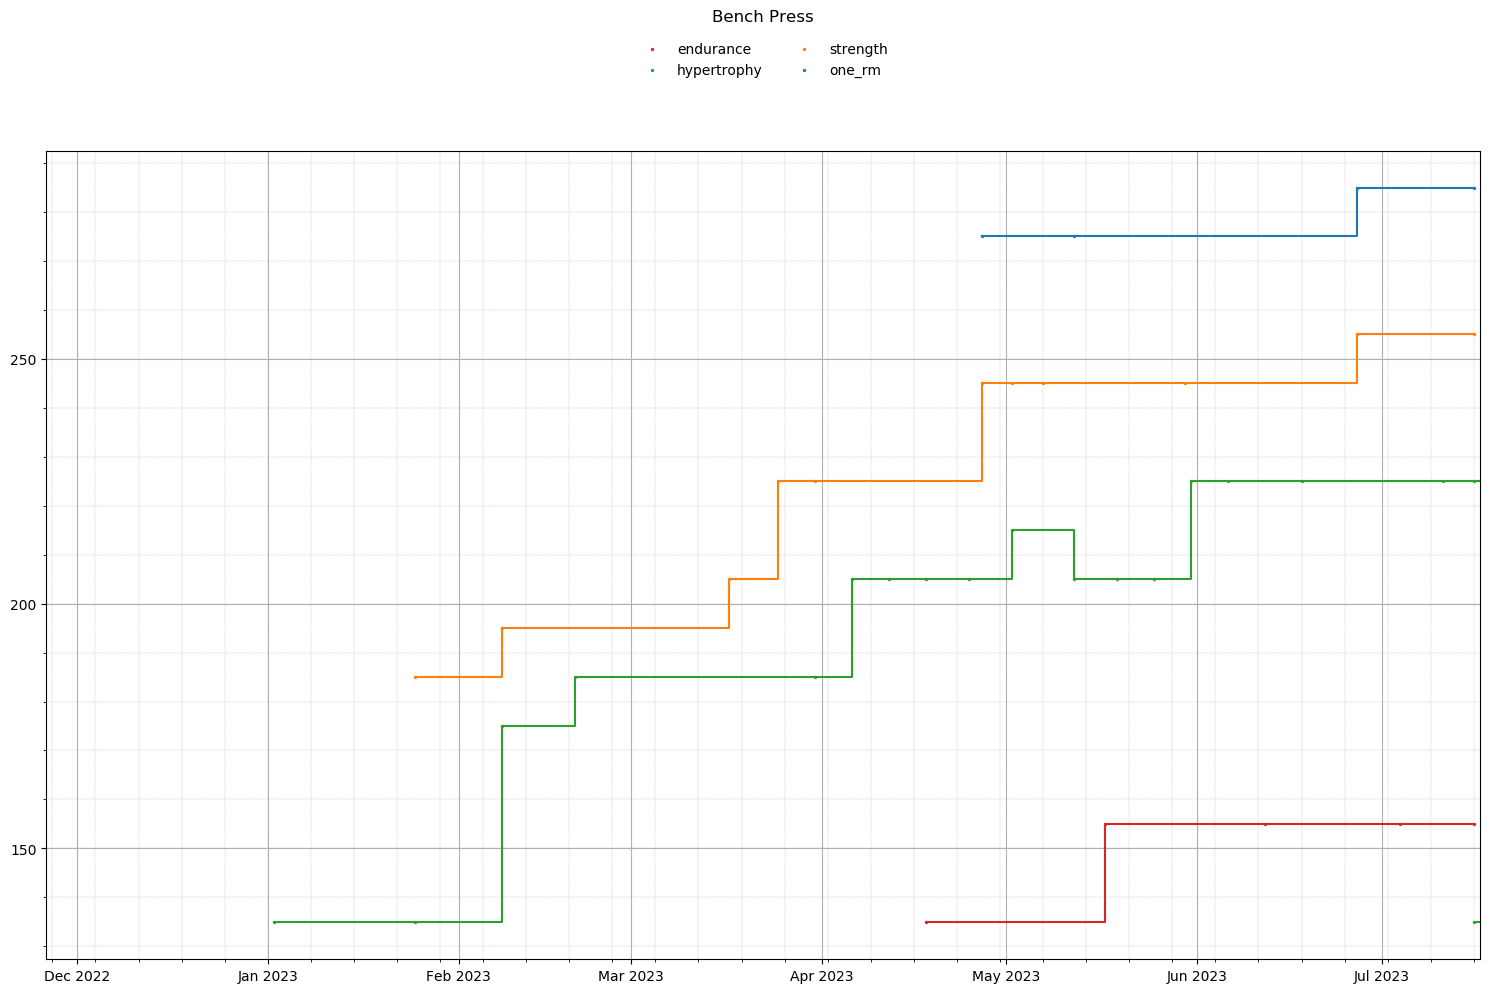 Bench Press
endurance strength
hypertrophy one_rm
250
200
150
Dec 2022 Jan 2023 Feb 2023 Mar 2023 Apr 2023 May 2023 Jun 2023 Jul 2023